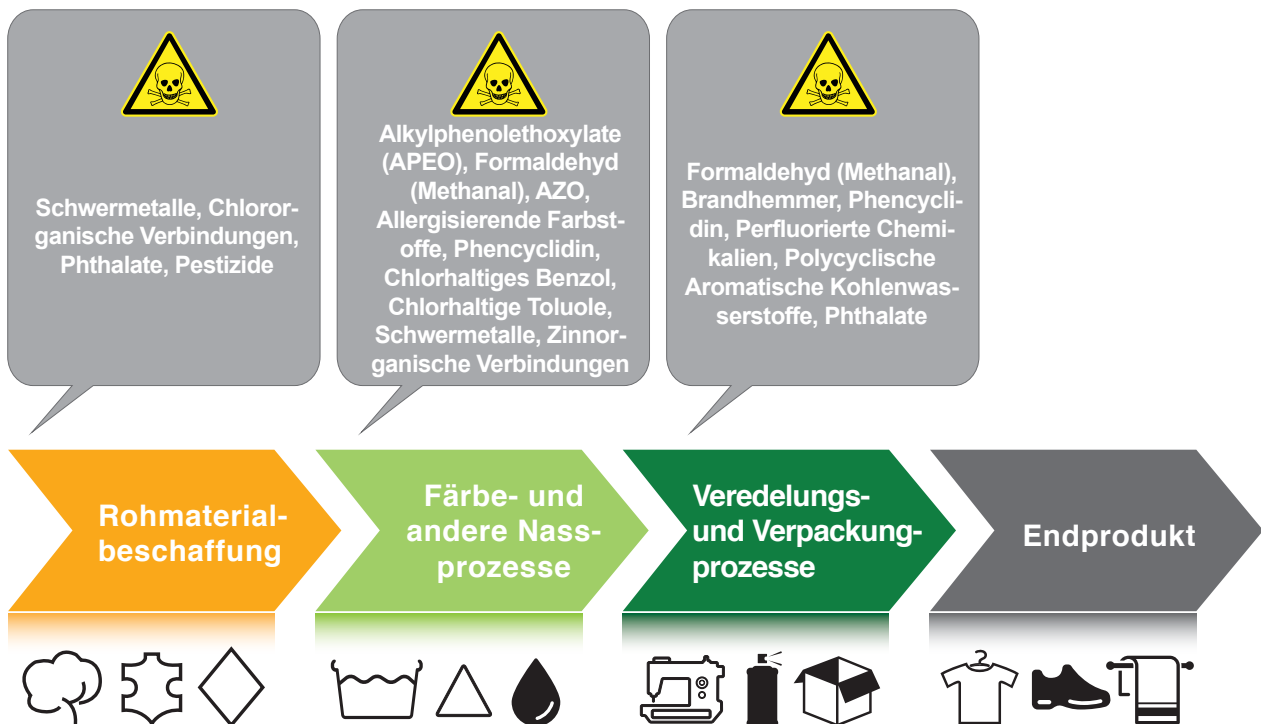 Schwermetalle, Chloror-
ganische Verbindungen,
Phthalate, Pestizide
Alkylphenolethoxylate
(APEO), Formaldehyd
(Methanal), AZO,
Allergisierende Farbst-
offe, Phencyclidin,
Chlorhaltiges Benzol,
Chlorhaltige Toluole,
Schwermetalle, Zinnor-
ganische Verbindungen
Formaldehyd (Methanal),
Brandhemmer, Phencycli-
din, Perfluorierte Chemi-
kalien, Polycyclische
Aromatische Kohlenwas-
serstoffe, Phthalate
Rohmaterial-
beschaffung
Färbe- und
andere Nass-
prozesse
Veredelungs-
und Verpackung-
prozesse
Endprodukt